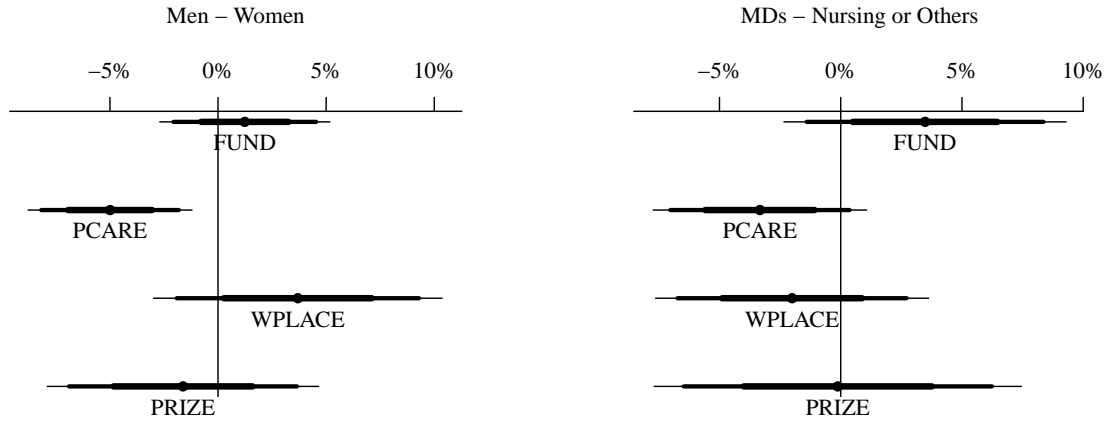 Men − Women
−5% 0% 5% 10%
FUND
PCARE
WPLACE
PRIZE
MDs − Nursing or Others
−5% 0% 5% 10%
FUND
PCARE
WPLACE
PRIZE